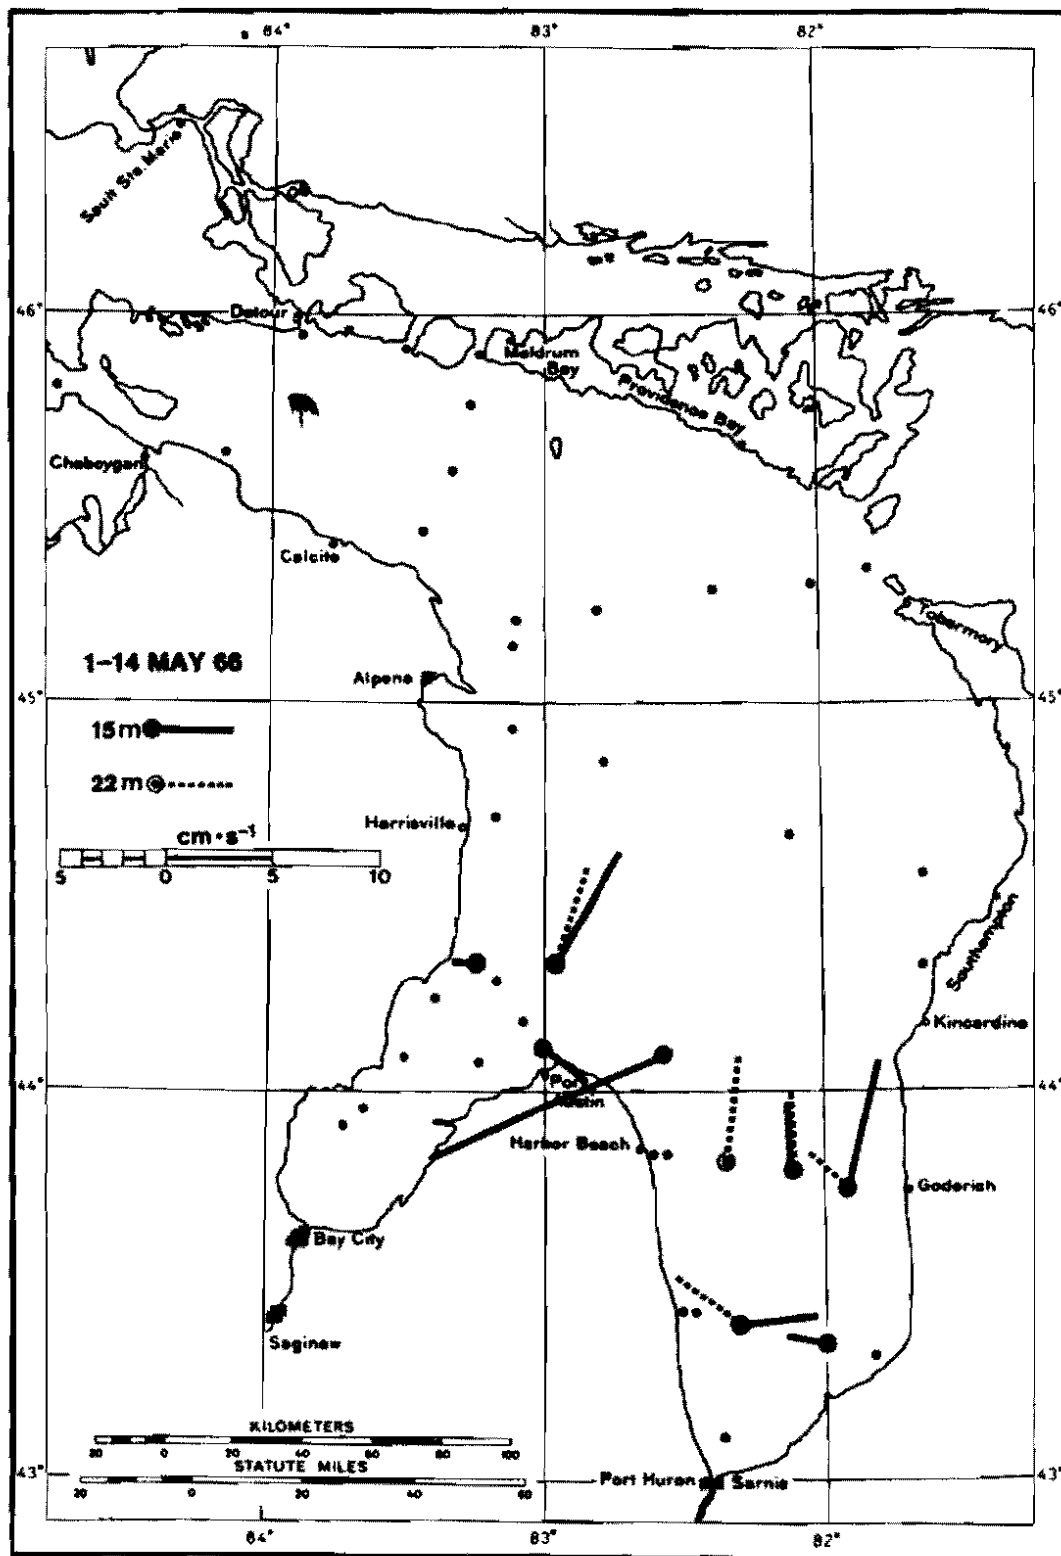 84° 83° 82°
Sault Ste. Marie
46° Detour 46°
Meldrum
Bay
Providence Bay
Cheboygan
Calcite
Tobermory
1-14 MAY 66
Alpena
45° 45°
15m
22m
Harrisville
cm·s⁻¹
5 0 5 10
Southampton
Kincardine
44° Port 44°
Austin
Harbor Beach
Goderich
Bay City
Saginaw
KILOMETERS
20 0 20 40 60 80 100
STATUTE MILES
20 0 20 40 60
43° Port Huron Sarnia 43°
84° 83° 82°